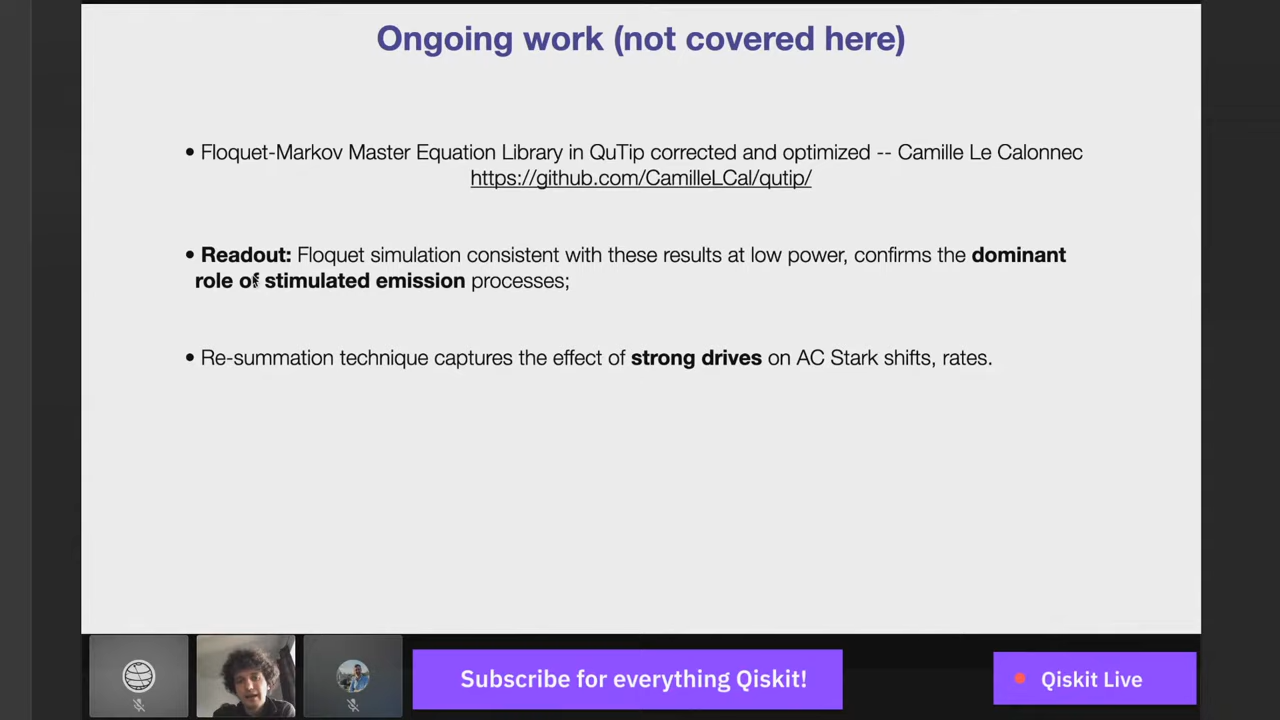 Ongoing work (not covered here)
• Floquet-Markov Master Equation Library in QuTip corrected and optimized -- Camille Le Calonnec
https://github.com/CamilleLCal/qutip/
• Readout: Floquet simulation consistent with these results at low power, confirms the dominant
role of stimulated emission processes;
• Re-summation technique captures the effect of strong drives on AC Stark shifts, rates.
Subscribe for everything Qiskit!
Qiskit Live